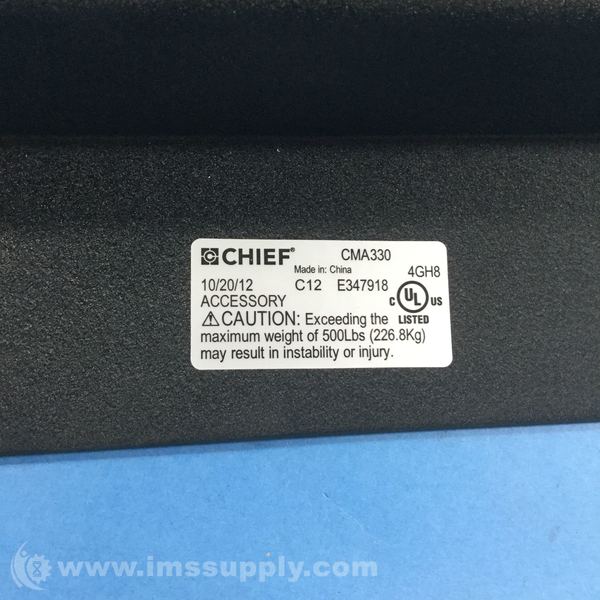 CHIEF® CMA330
Made in: China 4GH8
10/20/12 C12 E347918
ACCESSORY
C UL US
LISTED
⚠CAUTION: Exceeding the
maximum weight of 500Lbs (226.8Kg)
may result in instability or injury.
www.imssupply.com/